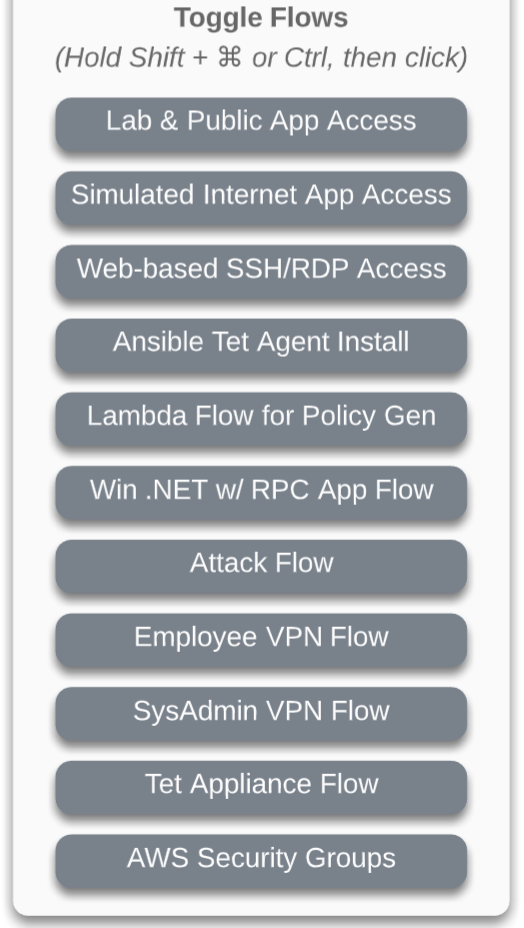 Toggle Flows
(Hold Shift + ⌘ or Ctrl, then click)
Lab & Public App Access
Simulated Internet App Access
Web-based SSH/RDP Access
Ansible Tet Agent Install
Lambda Flow for Policy Gen
Win .NET w/ RPC App Flow
Attack Flow
Employee VPN Flow
SysAdmin VPN Flow
Tet Appliance Flow
AWS Security Groups